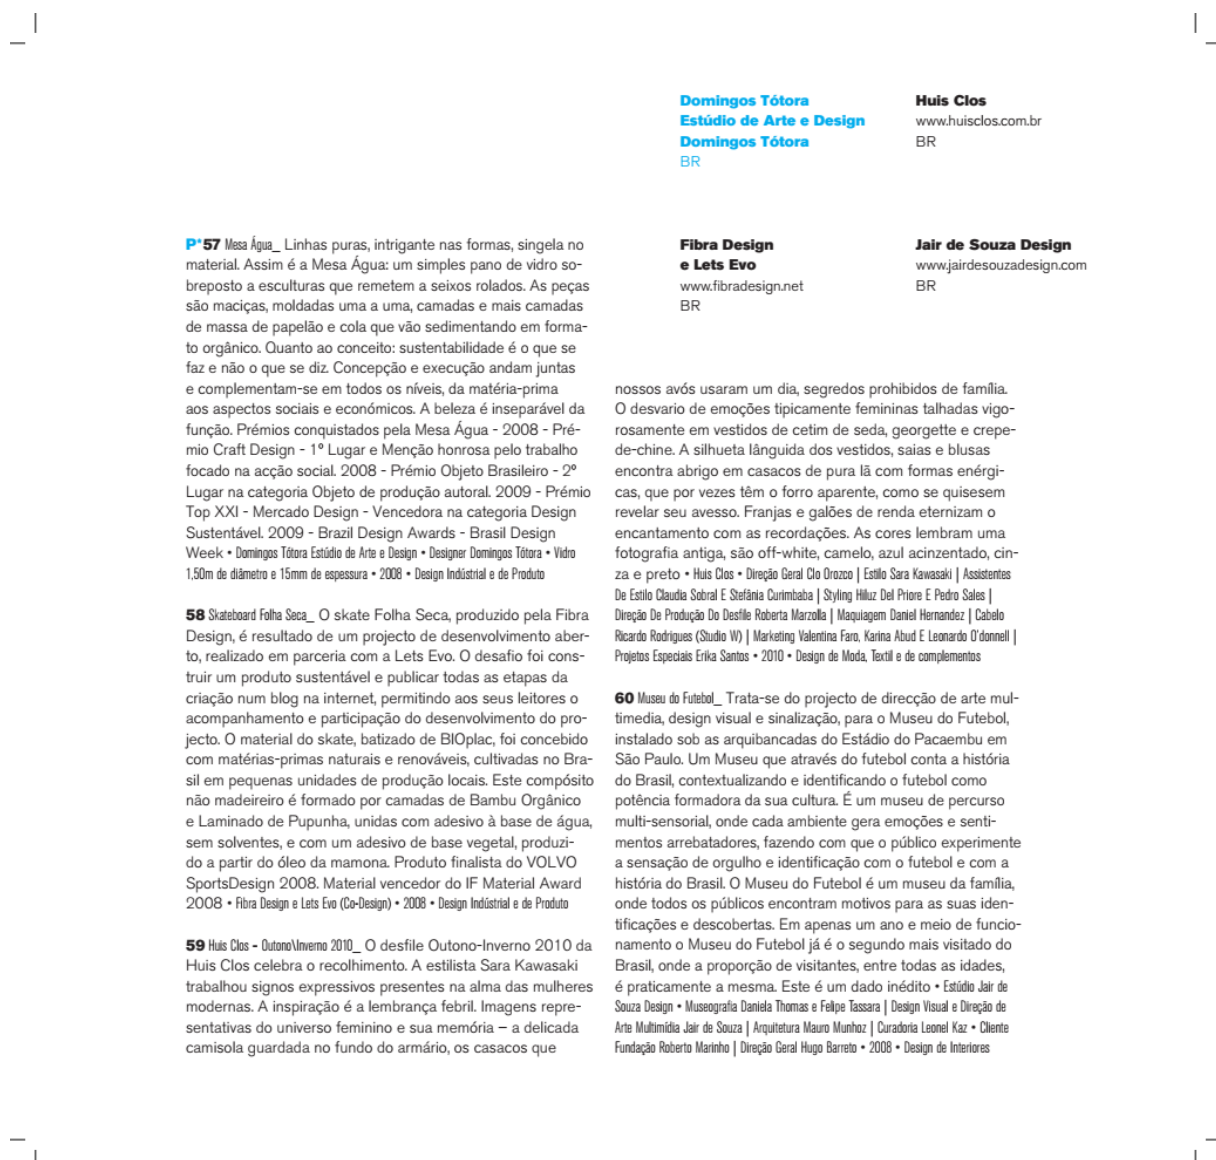 Domingos Tótora
Estúdio de Arte e Design
Domingos Tótora
BR
Huis Clos
www.huisclos.com.br
BR
Fibra Design
e Lets Evo
www.fibradesign.net
BR
Jair de Souza Design
www.jairdesouzadesign.com
BR
P*57 Mesa Água_ Linhas puras, intrigante nas formas, singela no
material. Assim é a Mesa Água: um simples pano de vidro so-
breposto a esculturas que remetem a seixos rolados. As peças
são maciças, moldadas uma a uma, camadas e mais camadas
de massa de papelão e cola que vão sedimentando em forma-
to orgânico. Quanto ao conceito: sustentabilidade é o que se
faz e não o que se diz. Concepção e execução andam juntas
e complementam-se em todos os níveis, da matéria-prima
aos aspectos sociais e económicos. A beleza é inseparável da
função. Prémios conquistados pela Mesa Água - 2008 - Pré-
mio Craft Design - 1º Lugar e Menção honrosa pelo trabalho
focado na acção social. 2008 - Prémio Objeto Brasileiro - 2º
Lugar na categoria Objeto de produção autoral. 2009 - Prémio
Top XXI - Mercado Design - Vencedora na categoria Design
Sustentável. 2009 - Brazil Design Awards - Brasil Design
Week • Domingos Tótora Estúdio de Arte e Design • Designer Domingos Tótora • Vidro
1,50m de diâmetro e 15mm de espessura • 2008 • Design Indústrial e de Produto
58 Skateboard Folha Seca_ O skate Folha Seca, produzido pela Fibra
Design, é resultado de um projecto de desenvolvimento aber-
to, realizado em parceria com a Lets Evo. O desafio foi cons-
truir um produto sustentável e publicar todas as etapas da
criação num blog na internet, permitindo aos seus leitores o
acompanhamento e participação do desenvolvimento do pro-
jecto. O material do skate, batizado de BIOplac, foi concebido
com matérias-primas naturais e renováveis, cultivadas no Bra-
sil em pequenas unidades de produção locais. Este compósito
não madeireiro é formado por camadas de Bambu Orgânico
e Laminado de Pupunha, unidas com adesivo à base de água,
sem solventes, e com um adesivo de base vegetal, produzi-
do a partir do óleo da mamona. Produto finalista do VOLVO
SportsDesign 2008. Material vencedor do IF Material Award
2008 • Fibra Design e Lets Evo (Co-Design) • 2008 • Design Indústrial e de Produto
59 Huis Clos - Outono\Inverno 2010_ O desfile Outono-Inverno 2010 da
Huis Clos celebra o recolhimento. A estilista Sara Kawasaki
trabalhou signos expressivos presentes na alma das mulheres
modernas. A inspiração é a lembrança febril. Imagens repre-
sentativas do universo feminino e sua memória – a delicada
camisola guardada no fundo do armário, os casacos que
nossos avós usaram um dia, segredos prohibidos de família.
O desvario de emoções tipicamente femininas talhadas vigo-
rosamente em vestidos de cetim de seda, georgette e crepe-
de-chine. A silhueta lânguida dos vestidos, saias e blusas
encontra abrigo em casacos de pura lã com formas enérgi-
cas, que por vezes têm o forro aparente, como se quisesem
revelar seu avesso. Franjas e galões de renda eternizam o
encantamento com as recordações. As cores lembram uma
fotografia antiga, são off-white, camelo, azul acinzentado, cin-
za e preto • Huis Clos • Direção Geral Clo Orozco | Estilo Sara Kawasaki | Assistentes
De Estilo Claudia Sobral E Stefânia Curimbaba | Styling Hiluz Del Priore E Pedro Sales |
Direção De Produção Do Desfile Roberta Marzolla | Maquiagem Daniel Hernandez | Cabelo
Ricardo Rodrigues (Studio W) | Marketing Valentina Faro, Karina Abud E Leonardo O'donnell |
Projetos Especiais Erika Santos • 2010 • Design de Moda, Textil e de complementos
60 Museu do Futebol_ Trata-se do projecto de direcção de arte mul-
timedia, design visual e sinalização, para o Museu do Futebol,
instalado sob as arquibancadas do Estádio do Pacaembu em
São Paulo. Um Museu que através do futebol conta a história
do Brasil, contextualizando e identificando o futebol como
potência formadora da sua cultura. É um museu de percurso
multi-sensorial, onde cada ambiente gera emoções e senti-
mentos arrebatadores, fazendo com que o público experimente
a sensação de orgulho e identificação com o futebol e com a
história do Brasil. O Museu do Futebol é um museu da família,
onde todos os públicos encontram motivos para as suas iden-
tificações e descobertas. Em apenas um ano e meio de funcio-
namento o Museu do Futebol já é o segundo mais visitado do
Brasil, onde a proporção de visitantes, entre todas as idades,
é praticamente a mesma. Este é um dado inédito • Estúdio Jair de
Souza Design • Museografia Daniela Thomas e Felipe Tassara | Design Visual e Direção de
Arte Multimídia Jair de Souza | Arquitetura Mauro Munhoz | Curadoria Leonel Kaz • Cliente
Fundação Roberto Marinho | Direção Geral Hugo Barreto • 2008 • Design de Interiores